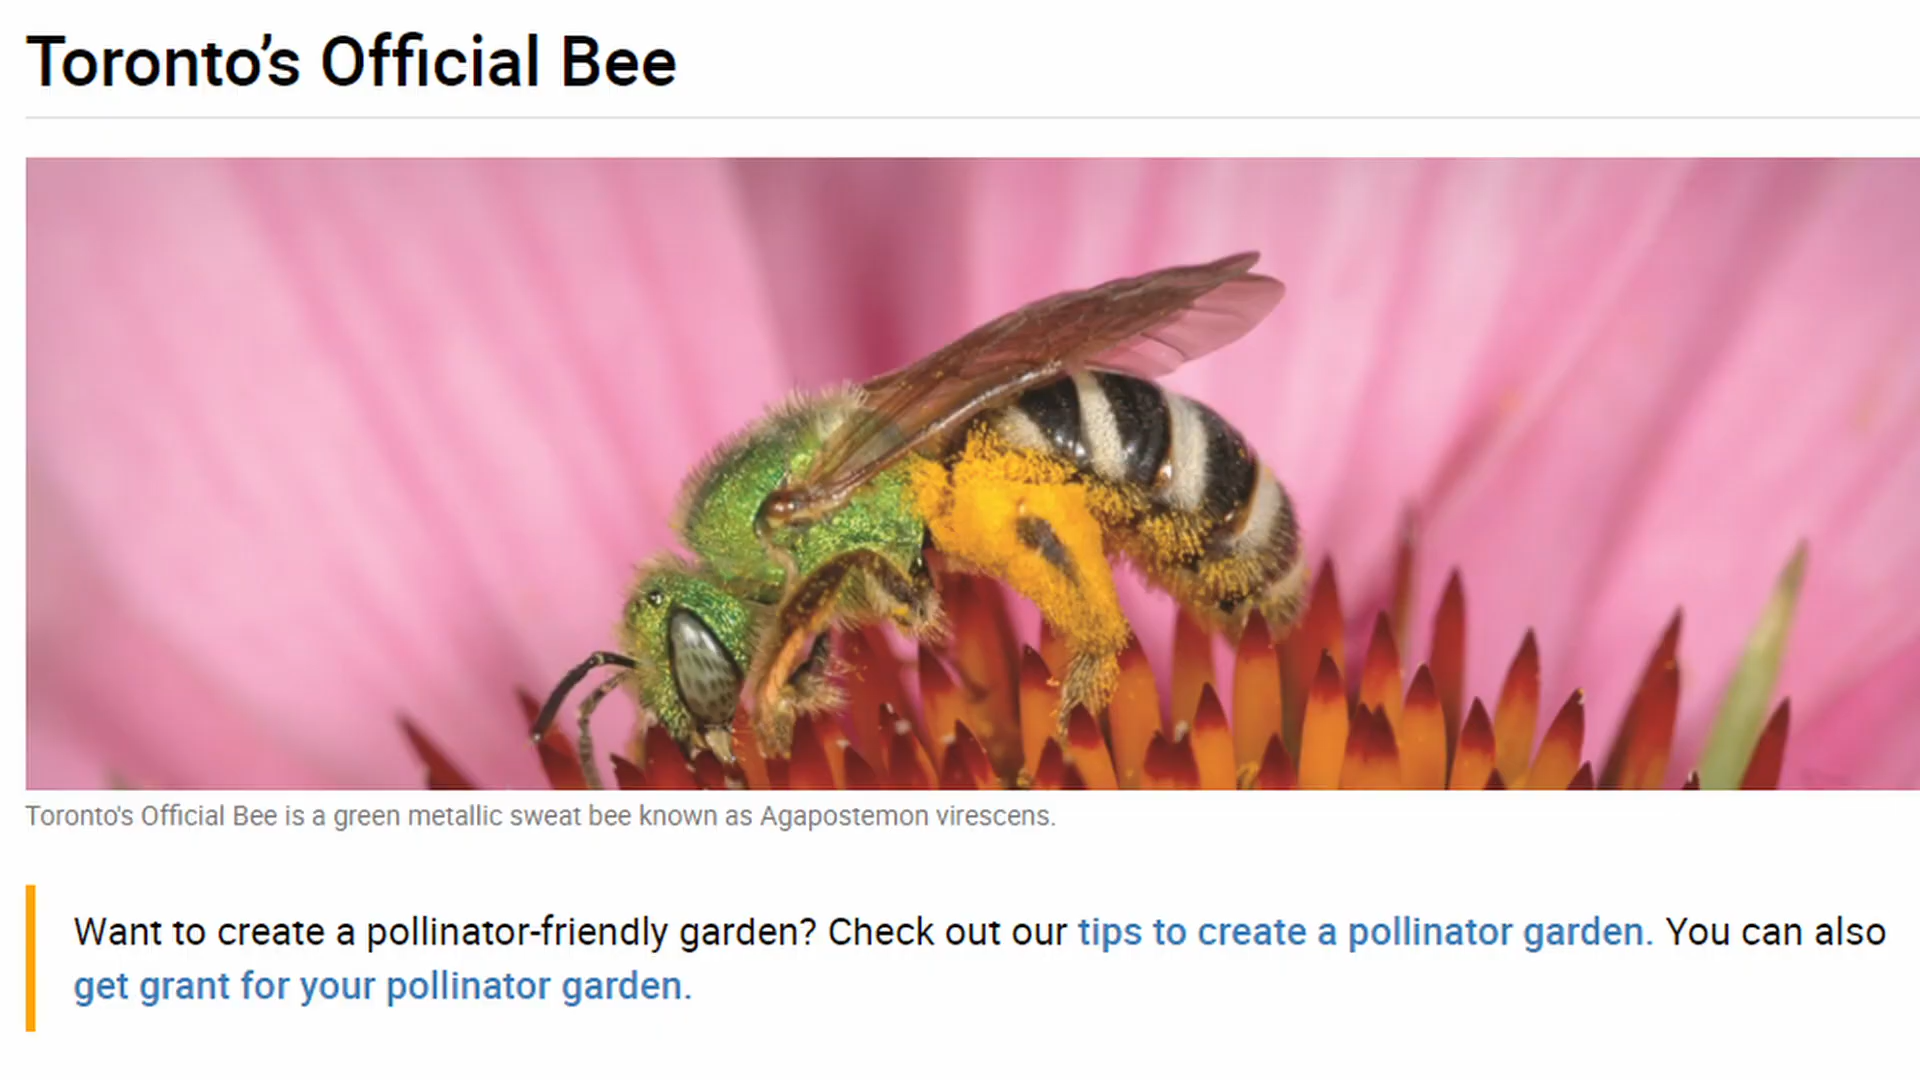 Toronto’s Official Bee
Toronto's Official Bee is a green metallic sweat bee known as Agapostemon virescens.
Want to create a pollinator-friendly garden? Check out our tips to create a pollinator garden. You can also
get grant for your pollinator garden.